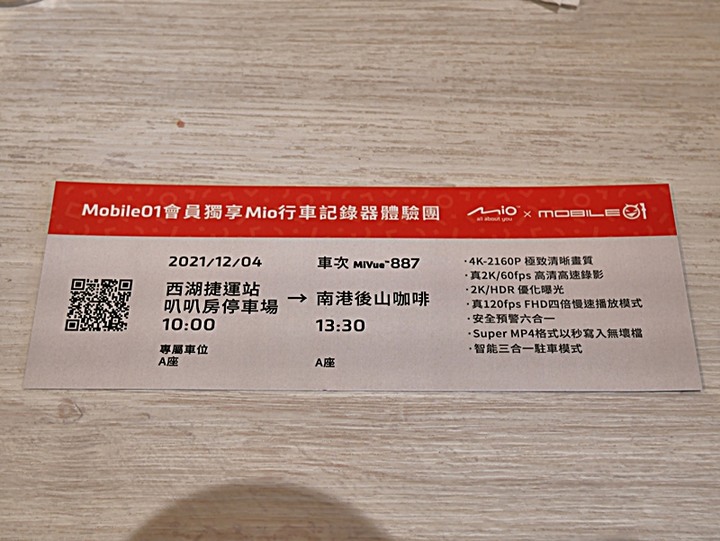 Mobile01會員獨享Mio行車記錄器體驗團
Mio™ × MOBILE01
all about you
2021/12/04
車次 MiVue™887
西湖捷運站
叭叭房停車場
→
南港後山咖啡
10:00
13:30
專屬車位
A座
A座
·4K-2160P 極致清晰畫質
·真2K/60fps 高清高速錄影
·2K/HDR 優化曝光
·真120fps FHD四倍慢速播放模式
·安全預警六合一
·Super MP4格式以秒寫入無壞檔
·智能三合一駐車模式